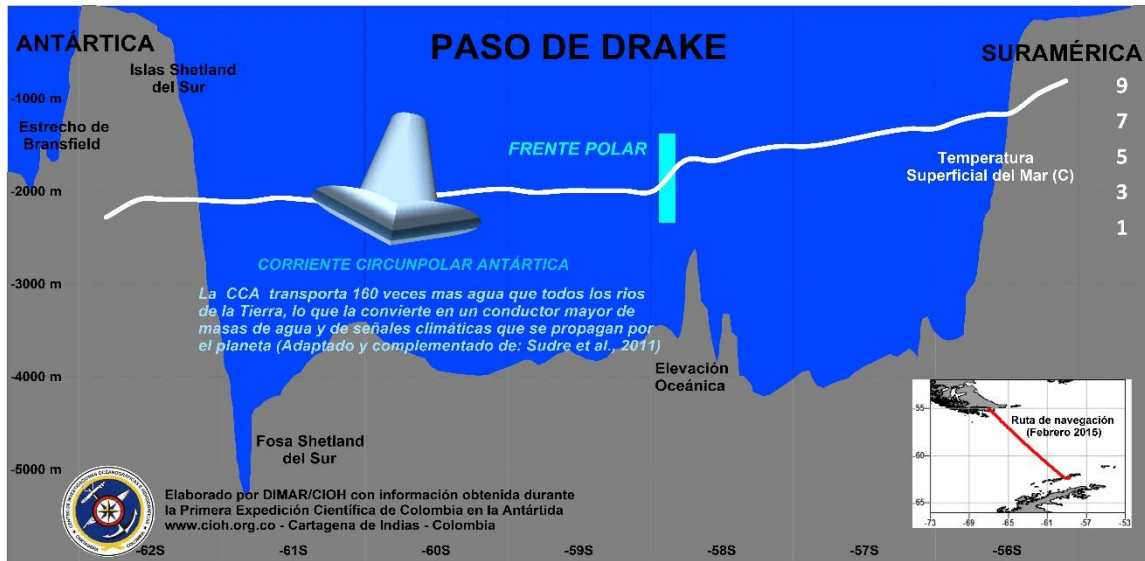 PASO DE DRAKE
ANTÁRTICA
SURAMÉRICA
Islas Shetland
del Sur
-1000 m
Estrecho de
Bransfield
-2000 m
-3000 m
-4000 m
-5000 m
FRENTE POLAR
Temperatura
Superficial del Mar (C)
9
7
5
3
1
CORRIENTE CIRCUNPOLAR ANTÁRTICA
La CCA transporta 160 veces mas agua que todos los rios
de la Tierra, lo que la convierte en un conductor mayor de
masas de agua y de señales climáticas que se propagan por
el planeta (Adaptado y complementado de: Sudre et al., 2011)
Elevación
Oceánica
Fosa Shetland
del Sur
Ruta de navegación
(Febrero 2015)
-55
-60
-65
-73 -69 -65 -61 -57 -53
Elaborado por DIMAR/CIOH con información obtenida durante
la Primera Expedición Científica de Colombia en la Antártida
www.cioh.org.co - Cartagena de Indias - Colombia
-62S -61S -60S -59S -58S -57S -56S